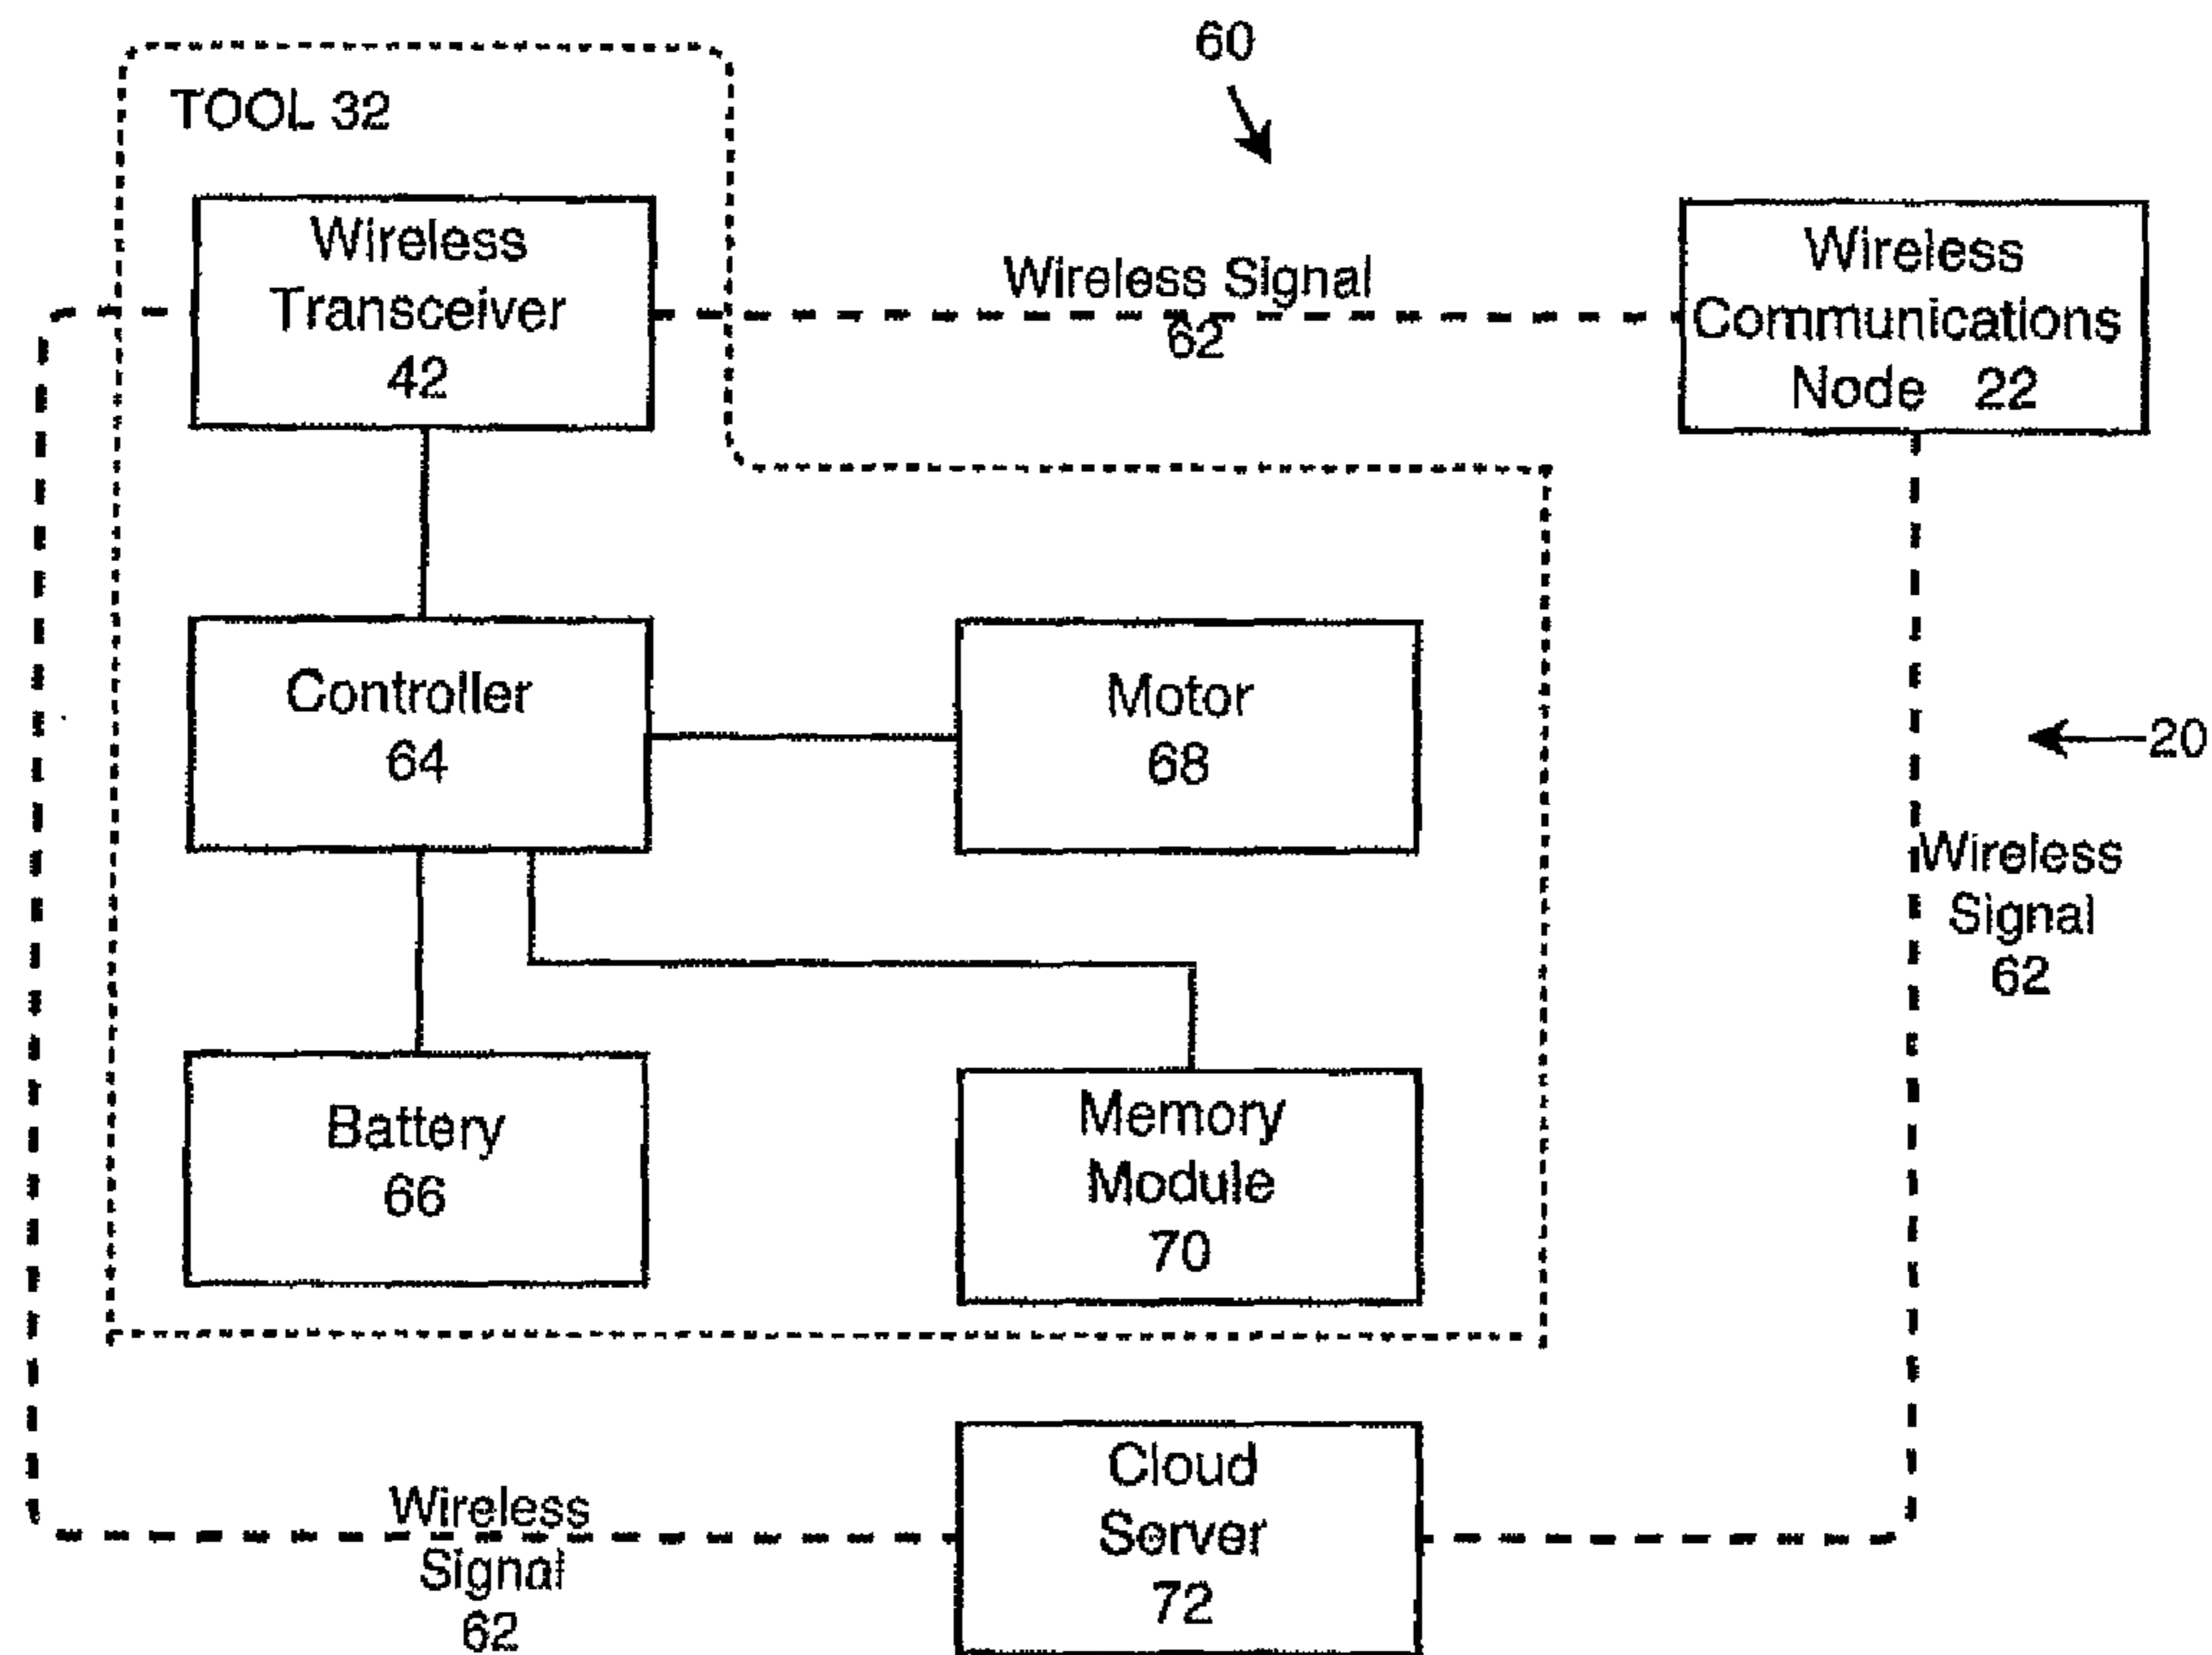 60
TOOL 32
Wireless
Transceiver
42
Wireless Signal
62
Wireless
Communications
Node 22
Controller
64
Motor
68
20
Wireless
Signal
62
Battery
66
Memory
Module
70
Wireless
Signal
62
Cloud
Server
72